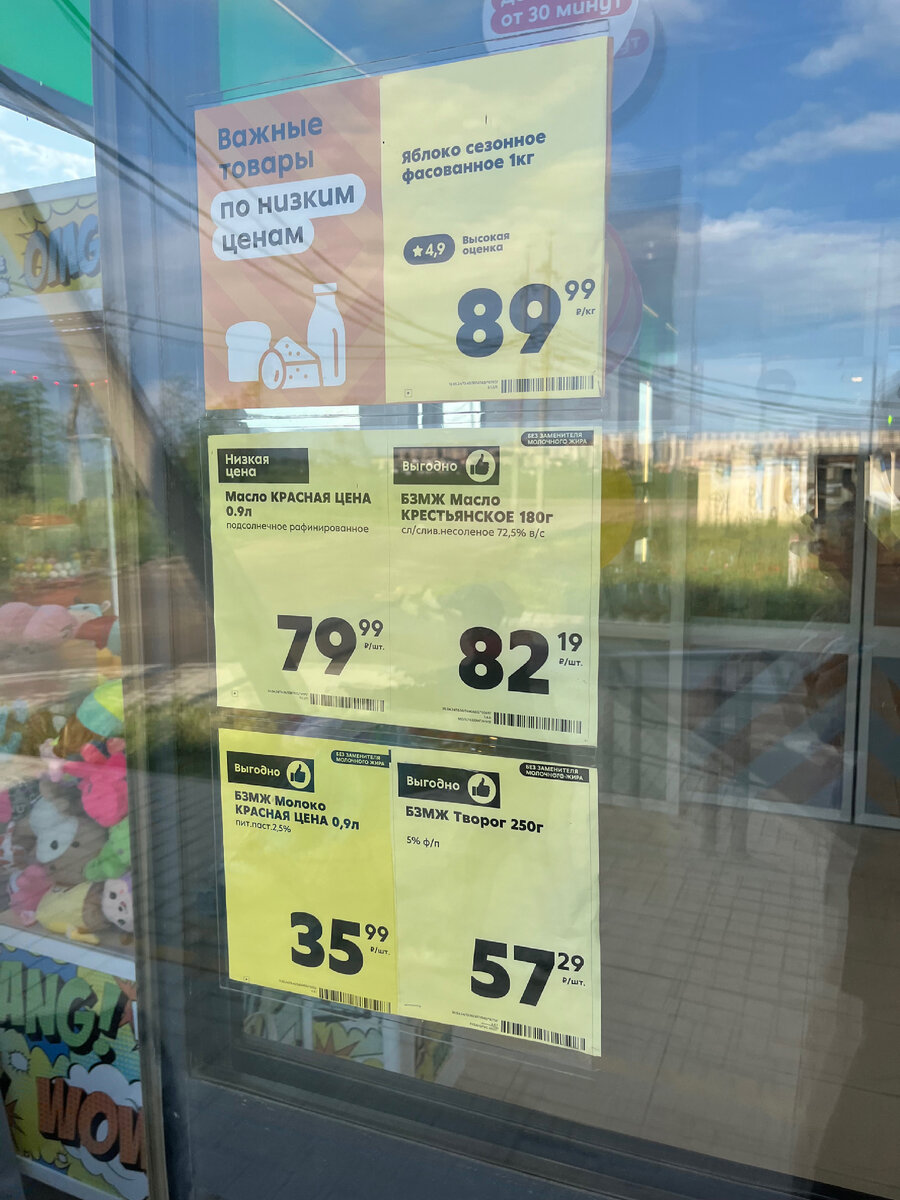 от 30 минут
Важные
товары
по низким
ценам
Яблоко сезонное
фасованное 1кг
4,9
Высокая
оценка
89 99
₽/кг
Низкая
цена
Масло КРАСНАЯ ЦЕНА
0.9л
подсолнечное рафинированное
79 99
₽/шт.
БЕЗ ЗАМЕНИТЕЛЯ
МОЛОЧНОГО ЖИРА
Выгодно
БЗМЖ Масло
КРЕСТЬЯНСКОЕ 180г
сл/слив.несоленое 72,5% в/с
82 19
₽/шт.
БЕЗ ЗАМЕНИТЕЛЯ
МОЛОЧНОГО ЖИРА
Выгодно
БЗМЖ Молоко
КРАСНАЯ ЦЕНА 0,9л
пит.паст.2,5%
35 99
₽/шт.
БЕЗ ЗАМЕНИТЕЛЯ
МОЛОЧНОГО ЖИРА
Выгодно
БЗМЖ Творог 250г
5% ф/п
57 29
₽/шт.
OMG
ANG!
WOW